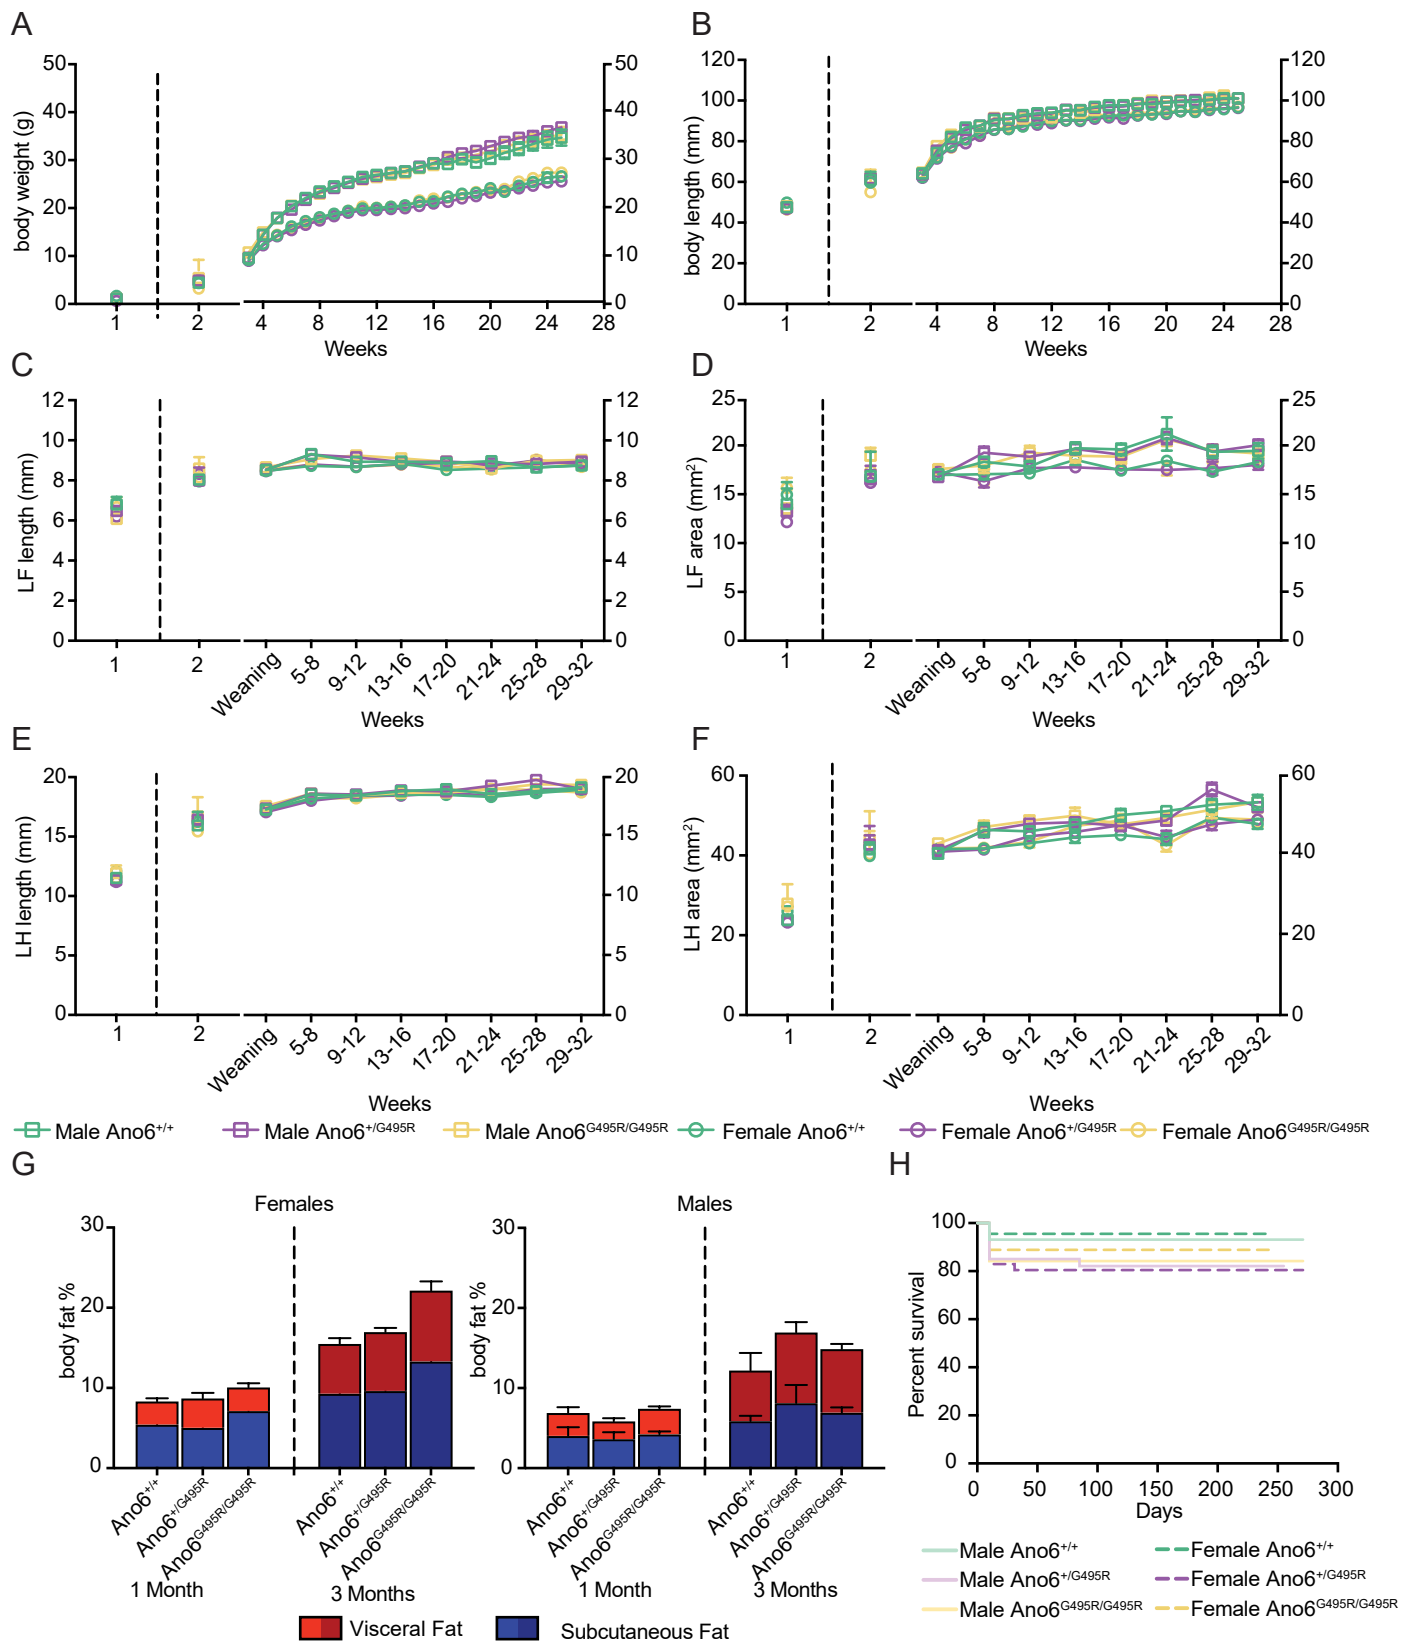 A
B
50
40
30
20
10
0
body weight (g)
50
40
30
20
10
0
1
2
4
8
12
16
20
24
28
Weeks
120
100
80
60
40
20
0
body length (mm)
120
100
80
60
40
20
0
1
2
4
8
12
16
20
24
28
Weeks
C
D
12
10
8
6
4
2
0
LF length (mm)
12
10
8
6
4
2
0
1
2
Weaning
5-8
9-12
13-16
17-20
21-24
25-28
29-32
Weeks
25
20
15
10
5
0
LF area (mm²)
25
20
15
10
5
0
1
2
Weaning
5-8
9-12
13-16
17-20
21-24
25-28
29-32
Weeks
E
F
20
15
10
5
0
LH length (mm)
20
15
10
5
0
1
2
Weaning
5-8
9-12
13-16
17-20
21-24
25-28
29-32
Weeks
60
40
20
0
LH area (mm²)
60
40
20
0
1
2
Weaning
5-8
9-12
13-16
17-20
21-24
25-28
29-32
Weeks
Male Ano6+/+ Male Ano6+/G495R Male Ano6G495R/G495R Female Ano6+/+ Female Ano6+/G495R Female Ano6G495R/G495R
G
H
Females
30
20
10
0
body fat %
Ano6+/+
Ano6+/G495R
Ano6G495R/G495R
1 Month
Ano6+/+
Ano6+/G495R
Ano6G495R/G495R
3 Months
Males
30
20
10
0
body fat %
Ano6+/+
Ano6+/G495R
Ano6G495R/G495R
1 Month
Ano6+/+
Ano6+/G495R
Ano6G495R/G495R
3 Months
Visceral Fat
Subcutaneous Fat
100
80
60
40
20
0
Percent survival
0
50
100
150
200
250
300
Days
Male Ano6+/+
Female Ano6+/+
Male Ano6+/G495R
Female Ano6+/G495R
Male Ano6G495R/G495R
Female Ano6G495R/G495R